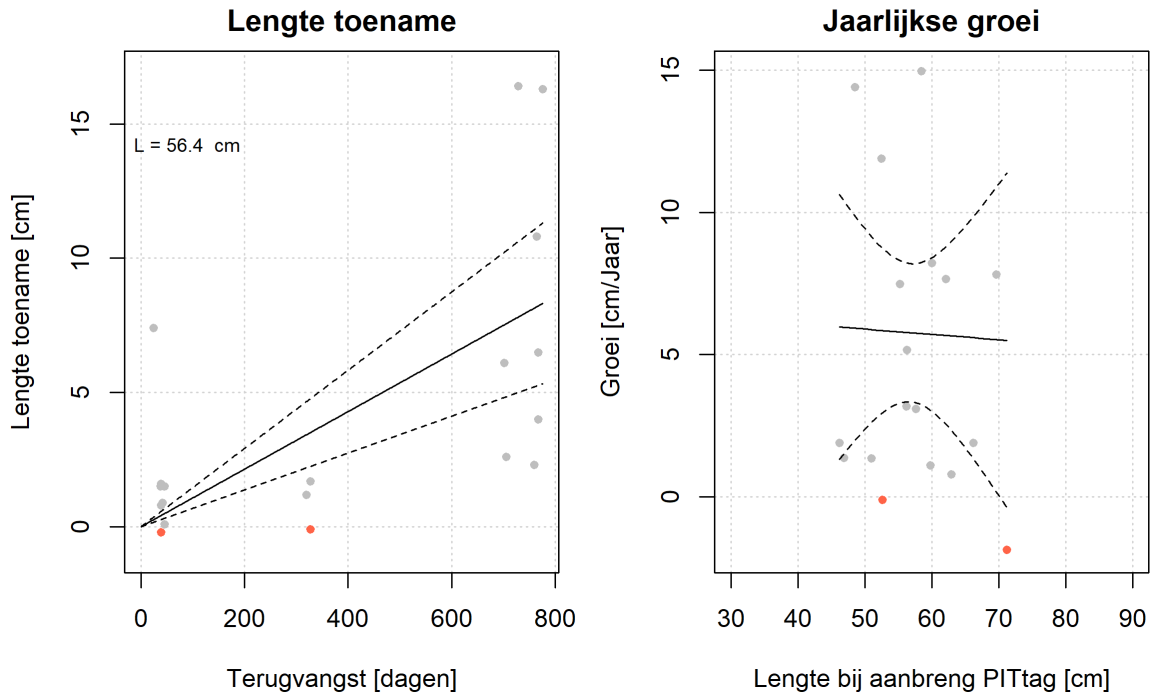 Lengte toename
Lengte toename [cm]
15
10
5
0
L = 56.4 cm
0 200 400 600 800
Terugvangst [dagen]
Jaarlijkse groei
Groei [cm/Jaar]
15
10
5
0
30 40 50 60 70 80 90
Lengte bij aanbreng PITtag [cm]